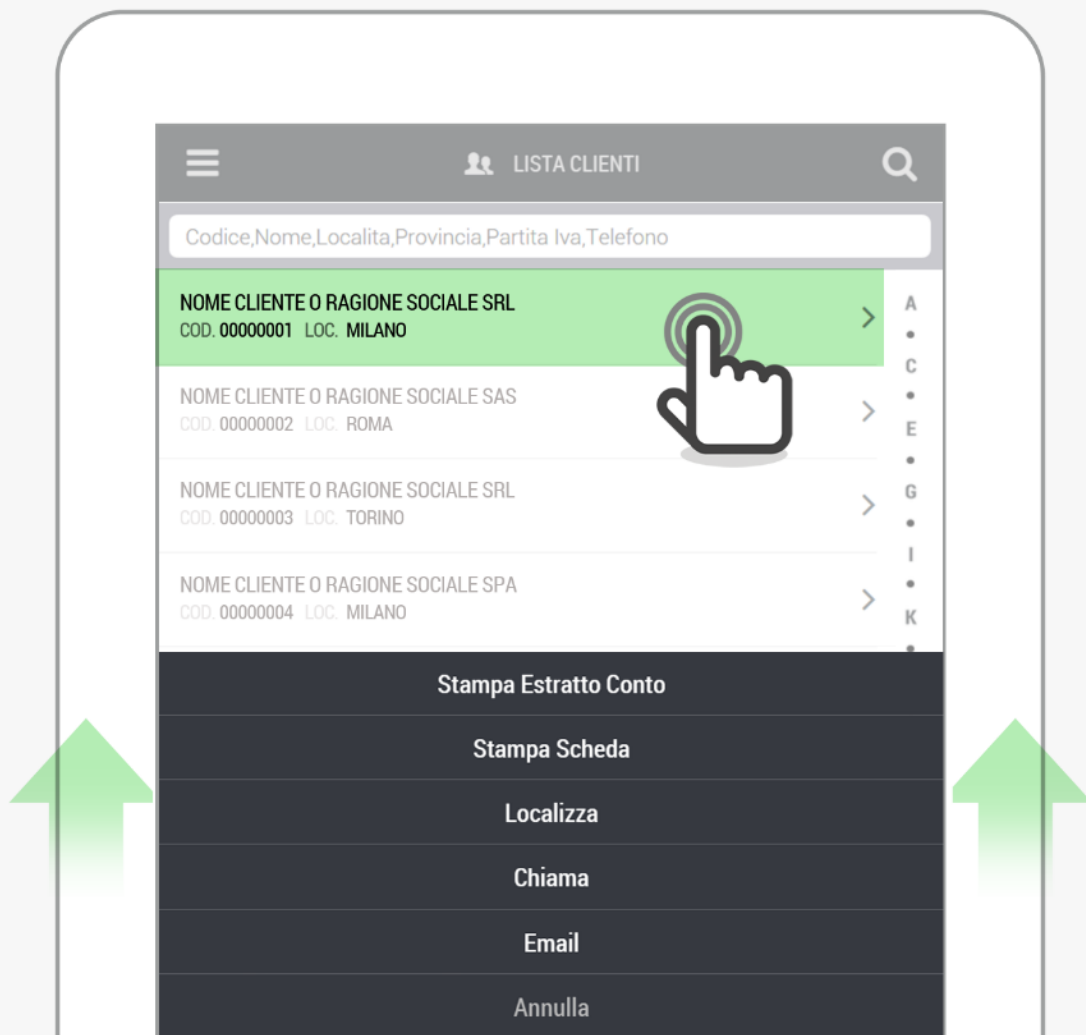 LISTA CLIENTI
Codice,Nome,Localita,Provincia,Partita Iva,Telefono
NOME CLIENTE O RAGIONE SOCIALE SRL
COD. 00000001 LOC. MILANO
NOME CLIENTE O RAGIONE SOCIALE SAS
COD. 00000002 LOC. ROMA
NOME CLIENTE O RAGIONE SOCIALE SRL
COD. 00000003 LOC. TORINO
NOME CLIENTE O RAGIONE SOCIALE SPA
COD. 00000004 LOC. MILANO
A
•
C
•
E
•
G
•
I
•
K
•
Stampa Estratto Conto
Stampa Scheda
Localizza
Chiama
Email
Annulla